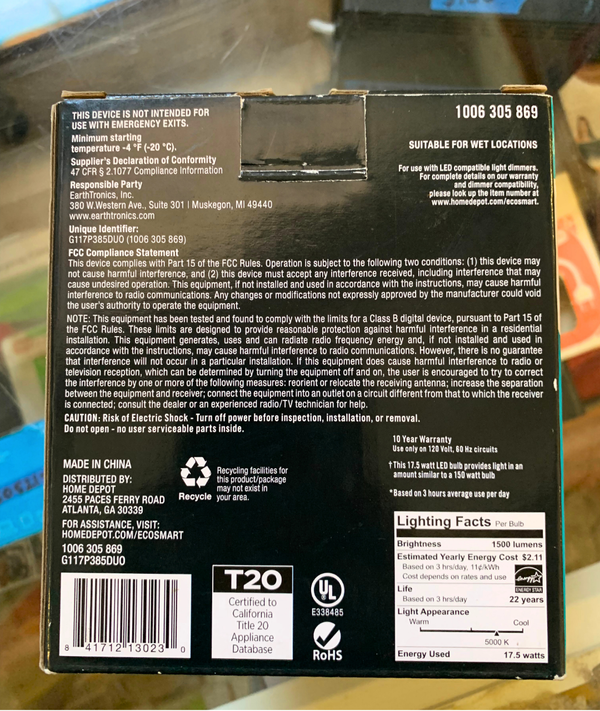 THIS DEVICE IS NOT INTENDED FOR
USE WITH EMERGENCY EXITS.
Minimum starting
temperature -4 °F (-20 °C).
Supplier's Declaration of Conformity
47 CFR § 2.1077 Compliance Information
Responsible Party
EarthTronics, Inc.
380 W.Western Ave., Suite 301 I Muskegon, MI 49440
www.earthtronics.com
Unique Identifier:
G117P385DUO (1006 305 869)
1006 305 869
SUITABLE FOR WET LOCATIONS
For use with LED compatible light dimmers.
For complete details on our warranty
and dimmer compatibility,
please look up the item number at
www.homedepot.com/ecosmart.
FCC Compliance Statement
This device complies with Part 15 of the FCC Rules. Operation is subject to the following two conditions: (1) this device may
not cause harmful interference, and (2) this device must accept any interference received, including interference that may
cause undesired operation. This equipment, if not installed and used in accordance with the instructions, may cause harmful
interference to radio communications. Any changes or modifications not expressly approved by the manufacturer could void
the user's authority to operate the equipment.
NOTE: This equipment has been tested and found to comply with the limits for a Class B digital device, pursuant to Part 15 of
the FCC Rules. These limits are designed to provide reasonable protection against harmful interference in a residential
installation. This equipment generates, uses and can radiate radio frequency energy and, if not installed and used in
accordance with the instructions, may cause harmful interference to radio communications. However, there is no guarantee
that interference will not occur in a particular installation. If this equipment does cause harmful interference to radio or
television reception, which can be determined by turning the equipment off and on, the user is encouraged to try to correct
the interference by one or more of the following measures: reorient or relocate the receiving antenna; increase the separation
between the equipment and receiver; connect the equipment into an outlet on a circuit different from that to which the receiver
is connected; consult the dealer or an experienced radio/TV technician for help.
CAUTION: Risk of Electric Shock - Turn off power before inspection, installation, or removal.
Do not open - no user serviceable parts inside.
10 Year Warranty
Use only on 120 Volt, 60 Hz circuits
†This 17.5 watt LED bulb provides light in an
amount similar to a 150 watt bulb
*Based on 3 hours average use per day
MADE IN CHINA
DISTRIBUTED BY:
HOME DEPOT
2455 PACES FERRY ROAD
ATLANTA, GA 30339
FOR ASSISTANCE, VISIT:
HOMEDEPOT.COM/ECOSMART
1006 305 869
G117P385DUO
Recycle
Recycling facilities for
this product/package
may not exist in
your area.
8 41712 13023 0
T20
Certified to
California
Title 20
Appliance
Database
UL
E338485
RoHS
Lighting Facts Per Bulb
Brightness 1500 lumens
Estimated Yearly Energy Cost $2.11
Based on 3 hrs/day, 11¢/kWh
Cost depends on rates and use
ENERGY STAR
Life
Based on 3 hrs/day 22 years
Light Appearance
Warm Cool
5000 K
Energy Used 17.5 watts